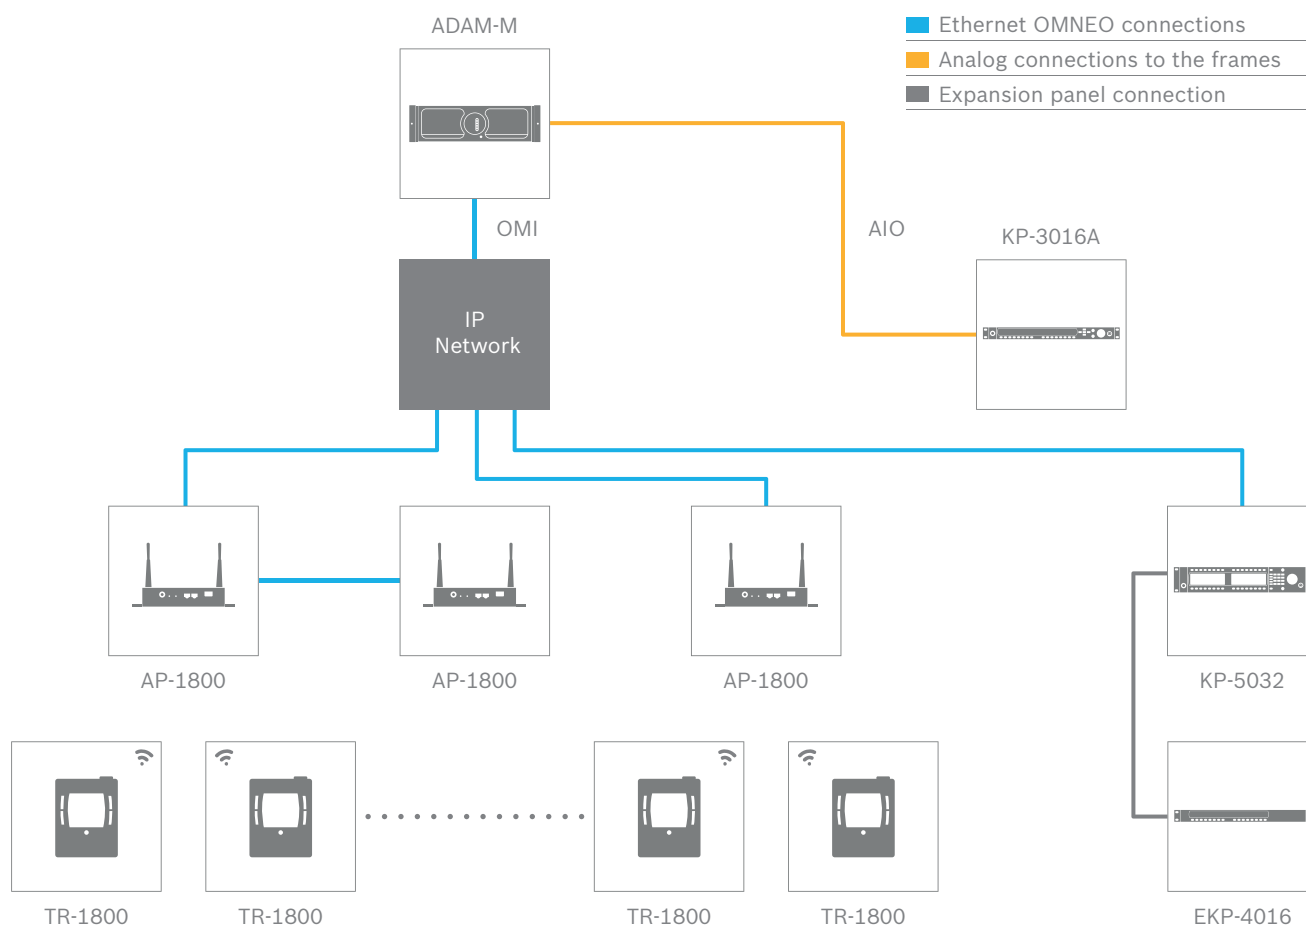 ADAM-M
Ethernet OMNEO connections
Analog connections to the frames
Expansion panel connection
OMI
AIO
KP-3016A
IP
Network
AP-1800
AP-1800
AP-1800
KP-5032
TR-1800
TR-1800
TR-1800
TR-1800
EKP-4016